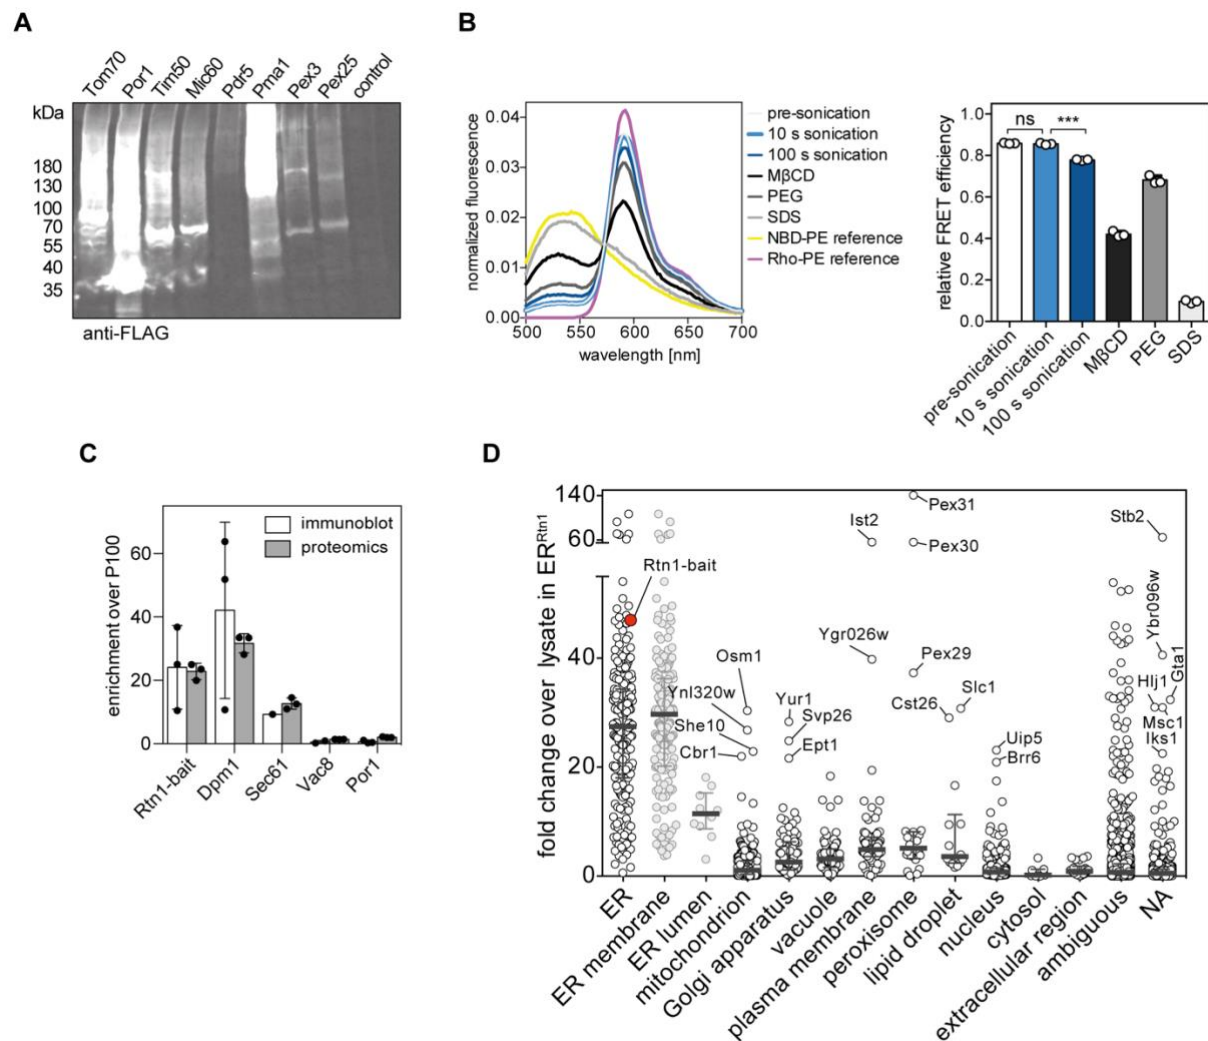 A
Tom70
Por1
Tim50
Mic60
Pdr5
Pma1
Pex3
Pex25
control
kDa
180
130
100
70
55
40
35
anti-FLAG
B
normalized fluorescence
0.04
0.03
0.02
0.01
0.00
500
550
600
650
700
wavelength [nm]
pre-sonication
10 s sonication
100 s sonication
MβCD
PEG
SDS
NBD-PE reference
Rho-PE reference
relative FRET efficiency
1.0
0.8
0.6
0.4
0.2
0.0
ns
***
pre-sonication
10 s sonication
100 s sonication
MβCD
PEG
SDS
C
enrichment over P100
60
40
20
0
immunoblot
proteomics
Rtn1-bait
Dpm1
Sec61
Vac8
Por1
D
fold change over lysate in ER^Rtn1
140
60
40
20
0
Rtn1-bait
Osm1
Ynl320w
She10
Cbr1
Yur1
Svp26
Ept1
Ist2
Ygr026w
Pex31
Pex30
Pex29
Cst26
Slc1
Uip5
Brr6
Stb2
Ybr096w
Gta1
Hlj1
Msc1
Iks1
ER
ER membrane
ER lumen
mitochondrion
Golgi apparatus
vacuole
plasma membrane
peroxisome
lipid droplet
nucleus
cytosol
extracellular region
ambiguous
NA